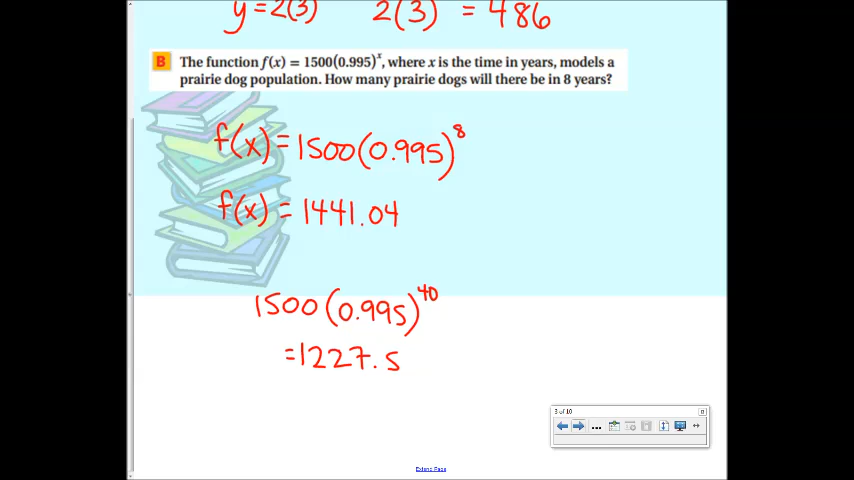 y = 2(3) 2(3) = 486
B The function f(x) = 1500(0.995)^x, where x is the time in years, models a
prairie dog population. How many prairie dogs will there be in 8 years?
f(x) = 1500(0.995)^8
f(x) = 1441.04
1500(0.995)^40
=1227.5
3 of 10
...
Extend Page